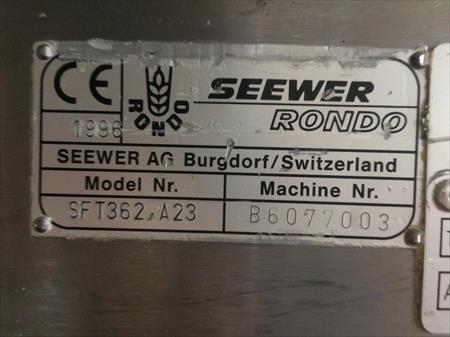 CE SEEWER
1996 RONDO RONDO
SEEWER AG Burgdorf/Switzerland
Model Nr. Machine Nr.
SFT362,A23 B6077003